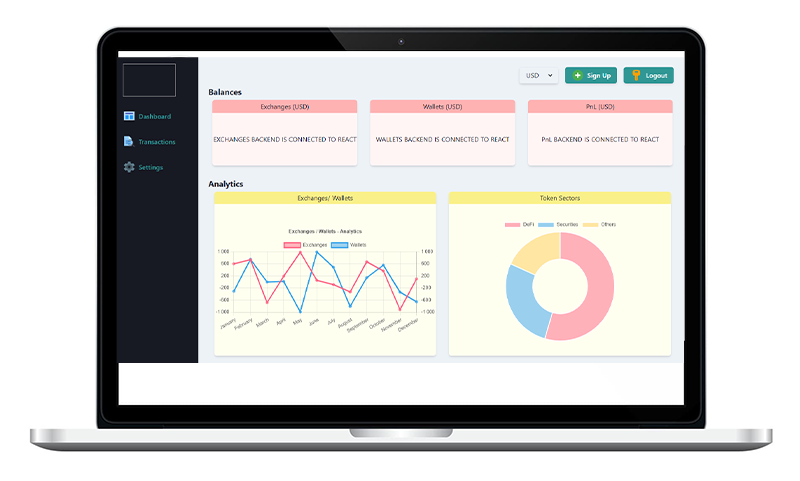 USD
Sign Up
Logout
Dashboard
Transactions
Settings
Balances
Exchanges (USD)
EXCHANGES BACKEND IS CONNECTED TO REACT
Wallets (USD)
WALLETS BACKEND IS CONNECTED TO REACT
PnL (USD)
PnL BACKEND IS CONNECTED TO REACT
Analytics
Exchanges/ Wallets
Exchanges / Wallets - Analytics
Exchanges Wallets
1 000 1 000
600 600
200 200
-200 -200
-600 -600
-1 000 -1 000
January February March April May June July August September October November December
Token Sectors
DeFi Securities Others